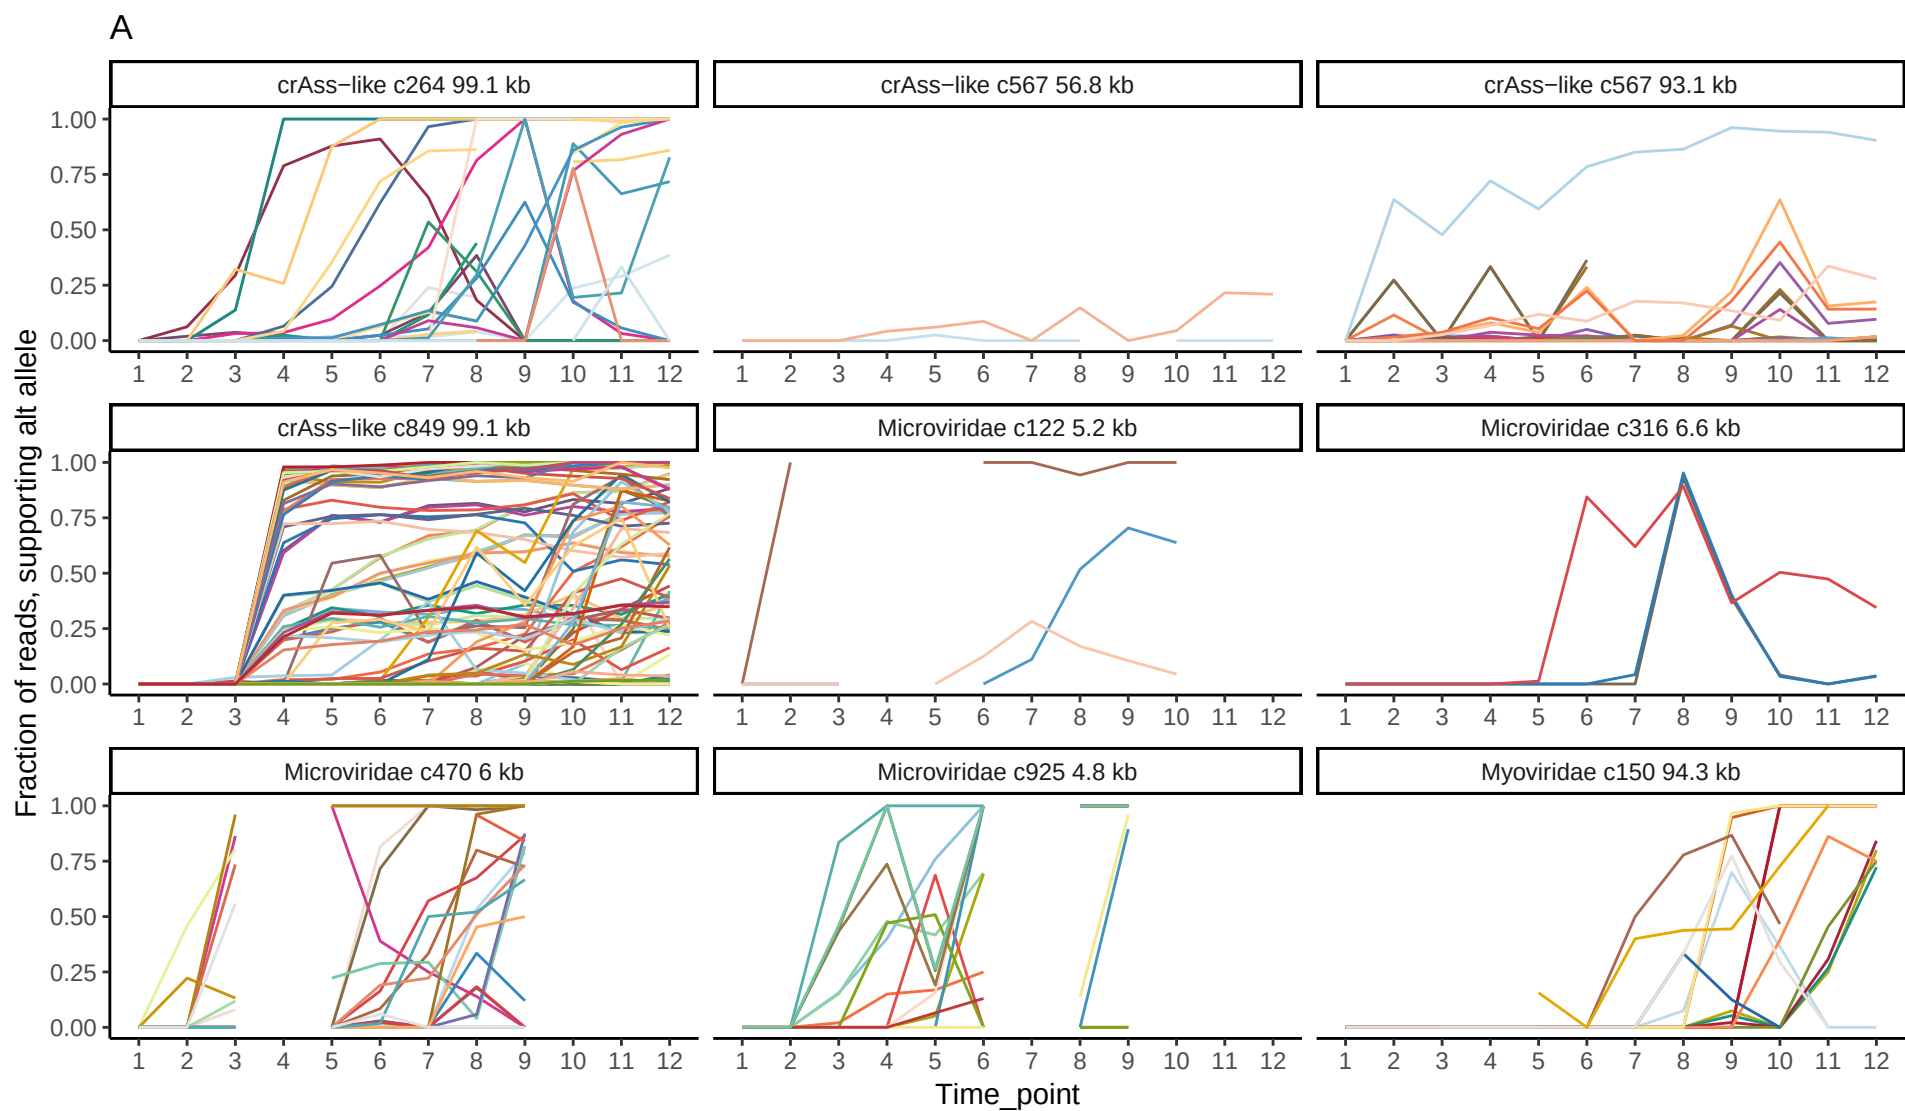 A
crAss−like c264 99.1 kb
crAss−like c567 56.8 kb
crAss−like c567 93.1 kb
1.00
0.75
0.50
0.25
0.00
1 2 3 4 5 6 7 8 9 10 11 12
1 2 3 4 5 6 7 8 9 10 11 12
1 2 3 4 5 6 7 8 9 10 11 12
crAss−like c849 99.1 kb
Microviridae c122 5.2 kb
Microviridae c316 6.6 kb
1.00
0.75
0.50
0.25
0.00
1 2 3 4 5 6 7 8 9 10 11 12
1 2 3 4 5 6 7 8 9 10 11 12
1 2 3 4 5 6 7 8 9 10 11 12
Microviridae c470 6 kb
Microviridae c925 4.8 kb
Myoviridae c150 94.3 kb
1.00
0.75
0.50
0.25
0.00
1 2 3 4 5 6 7 8 9 10 11 12
1 2 3 4 5 6 7 8 9 10 11 12
1 2 3 4 5 6 7 8 9 10 11 12
Fraction of reads, supporting alt allele
Time_point